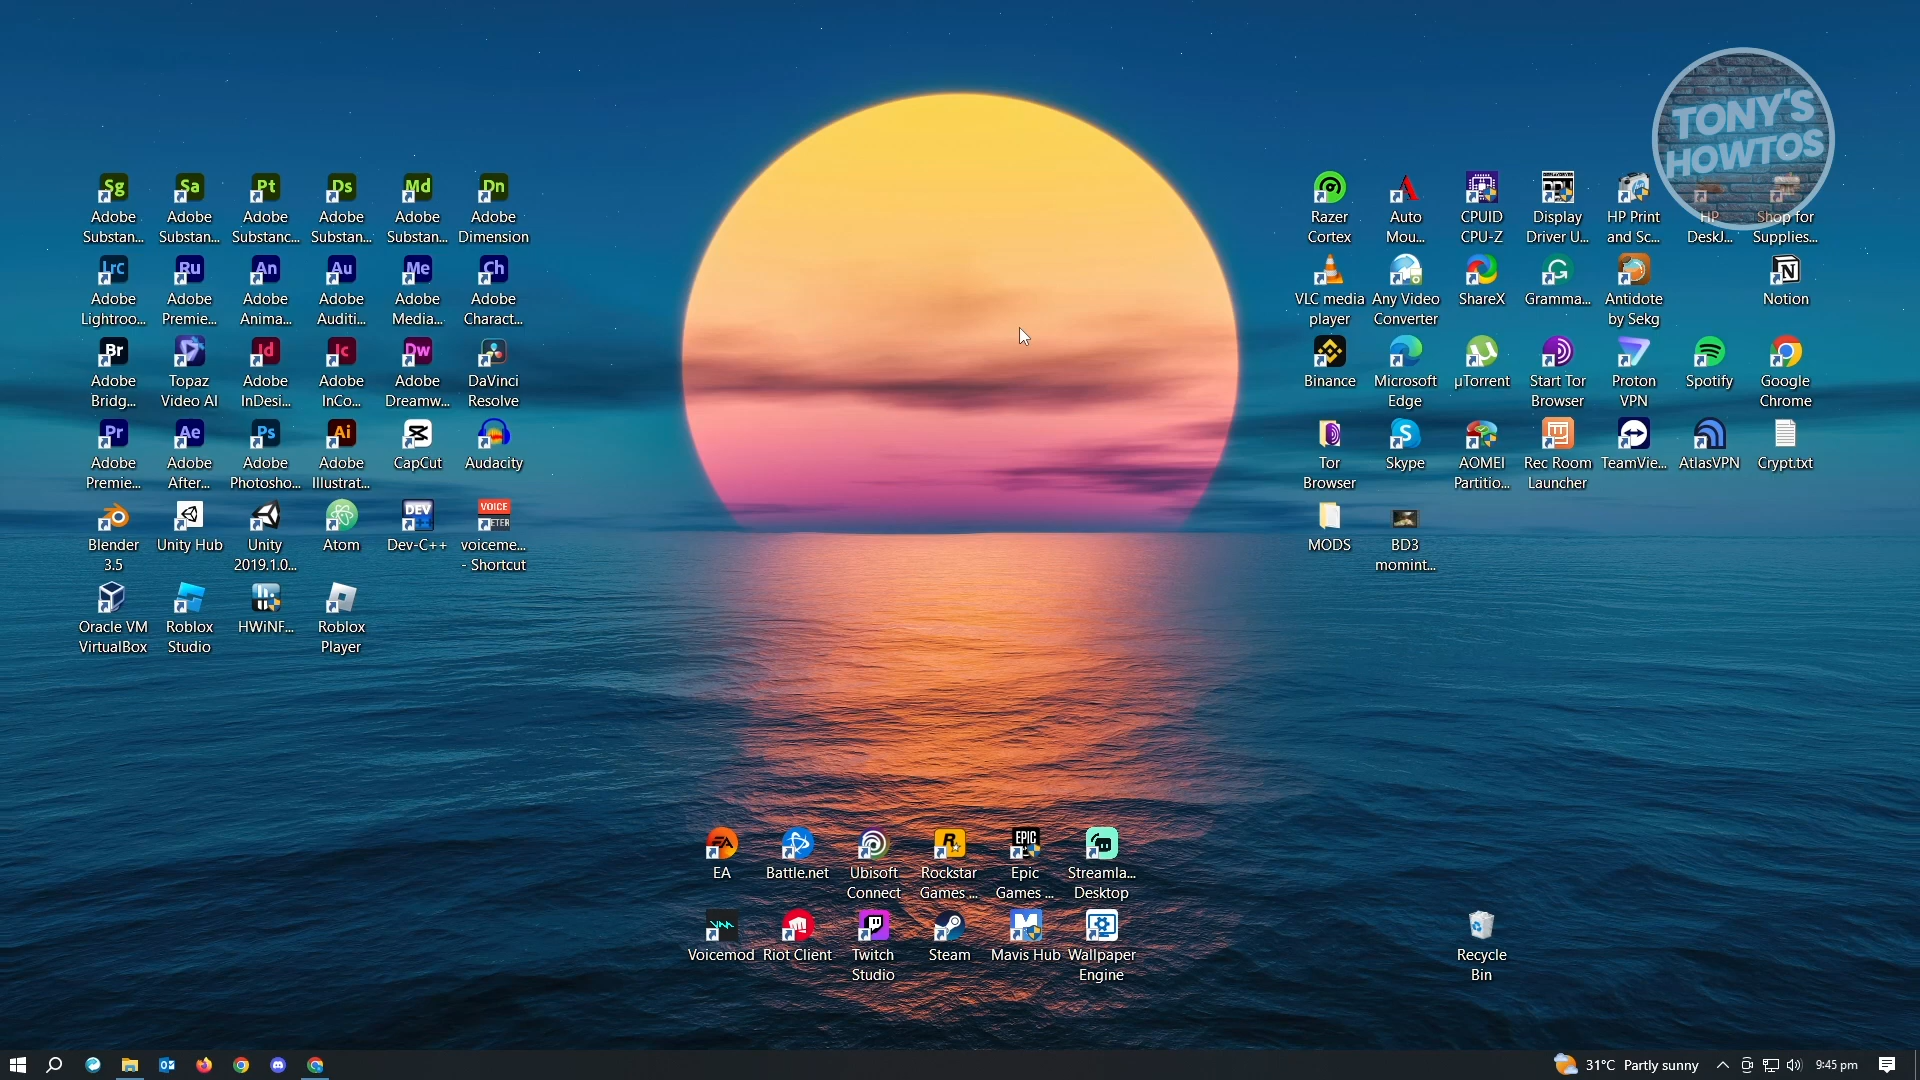 TONY'S
HOWTOS
Sg
Sa
Pt
Ds
Md
Dn
Adobe
Substan...
Adobe
Substan...
Adobe
Substanc...
Adobe
Substan...
Adobe
Substan...
Adobe
Dimension
Lrc
Ru
An
Au
Me
Ch
Adobe
Lightroo...
Adobe
Premie...
Adobe
Anima...
Adobe
Auditi...
Adobe
Media...
Adobe
Charact...
Br
Id
Ic
Dw
Adobe
Bridg...
Topaz
Video AI
Adobe
InDesi...
Adobe
InCo...
Adobe
Dreamw...
DaVinci
Resolve
Pr
Ae
Ps
Ai
Adobe
Premie...
Adobe
After...
Adobe
Photosho...
Adobe
Illustrat...
CapCut
Audacity
DEV
VOICE
Blender
3.5
Unity Hub
Unity
2019.1.0...
Atom
Dev-C++
voiceme...
- Shortcut
Oracle VM
VirtualBox
Roblox
Studio
HWiNF...
Roblox
Player
Razer
Cortex
Auto
Mou...
CPUID
CPU-Z
Display
Driver U...
HP Print
and Sc...
HP
DeskJ...
Shop for
Supplies...
VLC media
player
Any Video
Converter
ShareX
Gramma...
Antidote
by Sekg
Notion
Binance
Microsoft
Edge
µTorrent
Start Tor
Browser
Proton
VPN
Spotify
Google
Chrome
Tor
Browser
Skype
AOMEI
Partitio...
Rec Room
Launcher
TeamVie...
AtlasVPN
Crypt.txt
MODS
BD3
momint...
EA
EPIC
EA
Battle.net
Ubisoft
Connect
Rockstar
Games ...
Epic
Games ...
Streamla...
Desktop
Voicemod
Riot Client
Twitch
Studio
Steam
Mavis Hub
Wallpaper
Engine
Recycle
Bin
31°C Partly sunny
9:45 pm